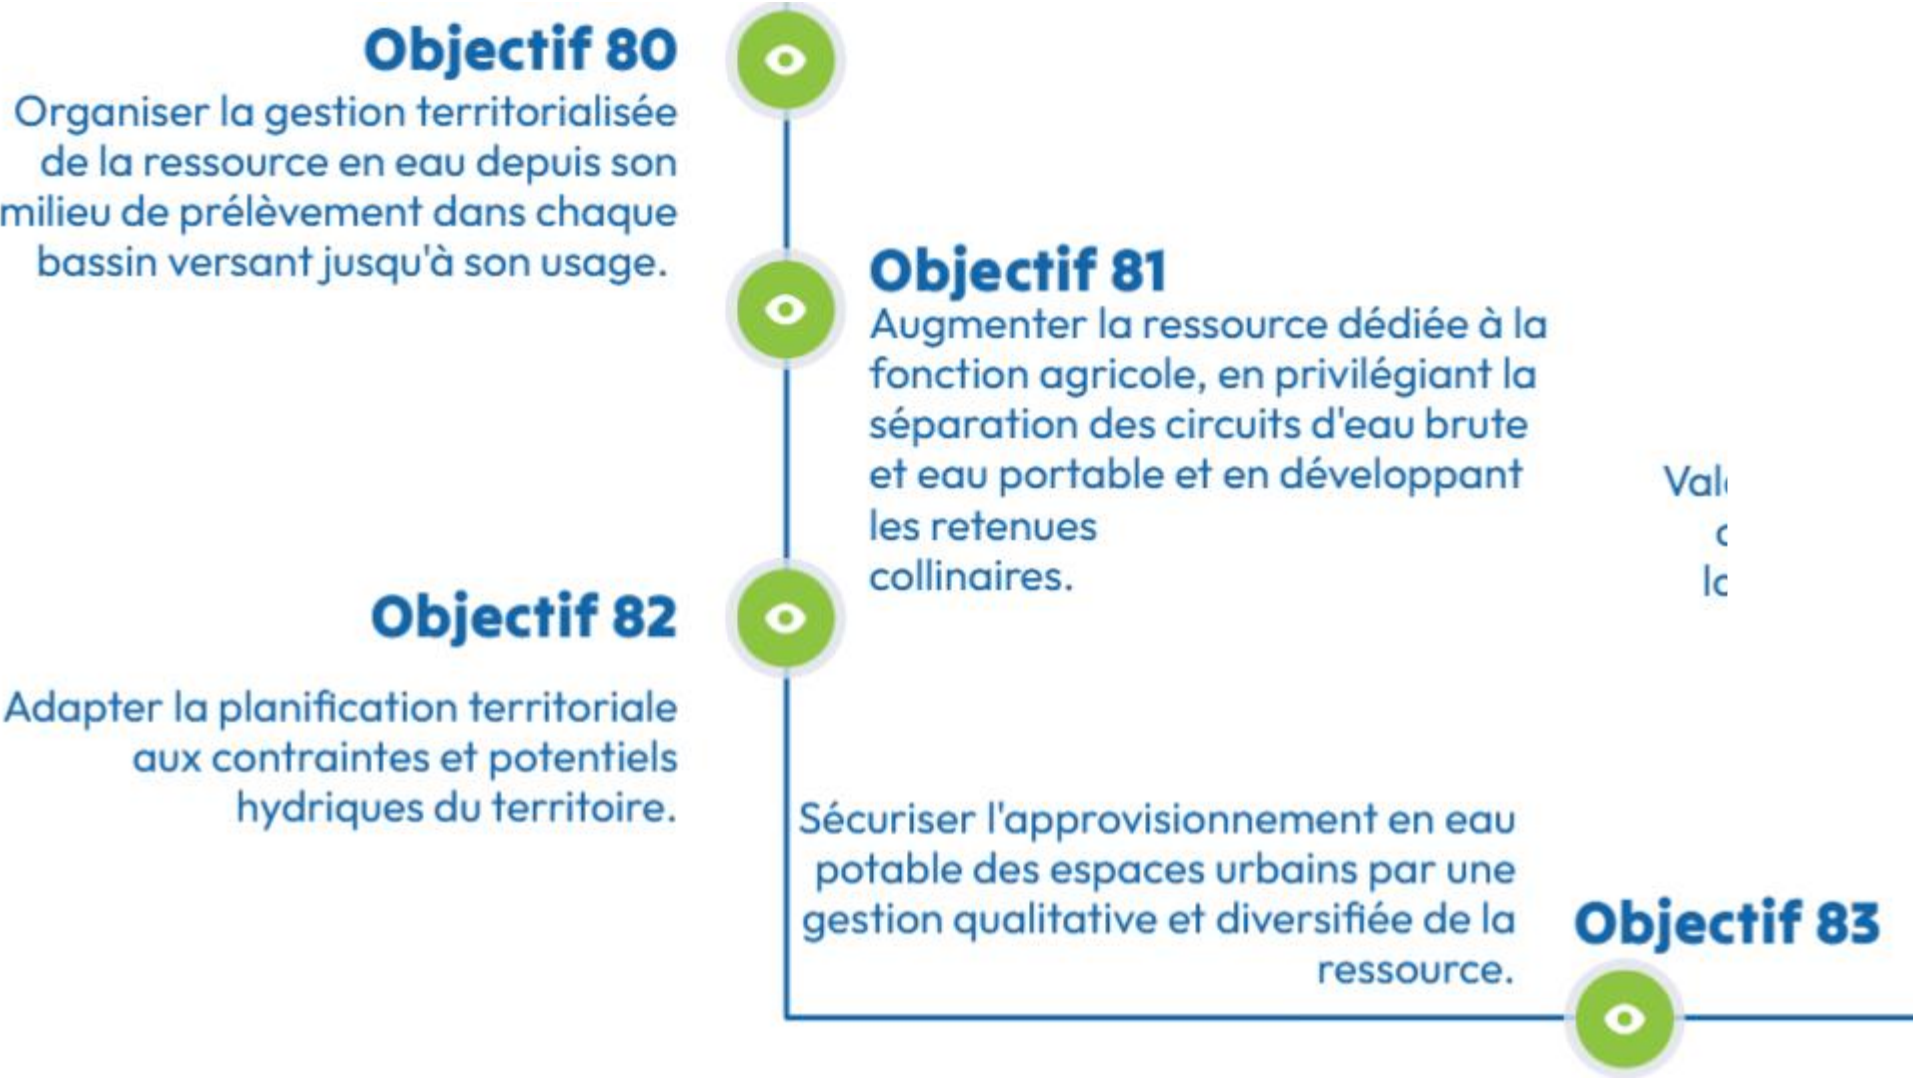 Objectif 80
Organiser la gestion territorialisée
de la ressource en eau depuis son
milieu de prélèvement dans chaque
bassin versant jusqu'à son usage.
Objectif 81
Augmenter la ressource dédiée à la
fonction agricole, en privilégiant la
séparation des circuits d'eau brute
et eau portable et en développant
les retenues
collinaires.
Objectif 82
Adapter la planification territoriale
aux contraintes et potentiels
hydriques du territoire.
Objectif 83
Sécuriser l'approvisionnement en eau
potable des espaces urbains par une
gestion qualitative et diversifiée de la
ressource.